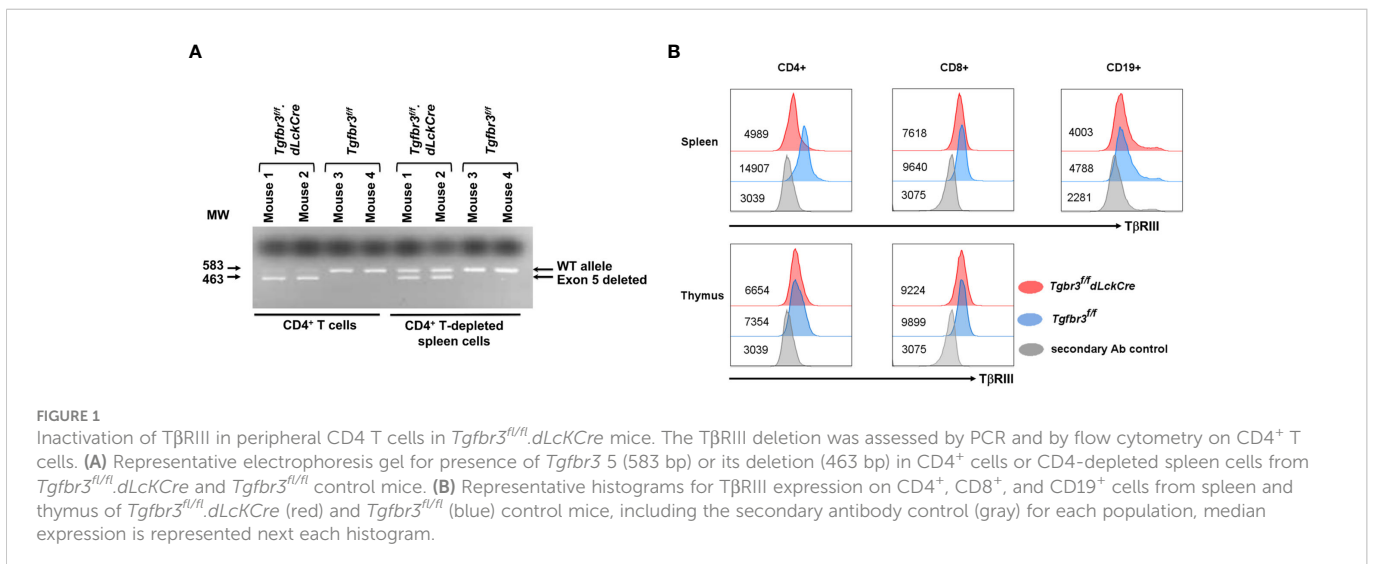 A
Tgfbr3f/f.
dLckCre
Tgfbr3f/f
Tgfbr3f/f.
dLckCre
Tgfbr3f/f
Mouse 1
Mouse 2
Mouse 3
Mouse 4
Mouse 1
Mouse 2
Mouse 3
Mouse 4
MW
583
463
WT allele
Exon 5 deleted
CD4+ T cells
CD4+ T-depleted
spleen cells
B
CD4+ CD8+ CD19+
Spleen
4989
14907
3039
7618
9640
3075
4003
4788
2281
TβRIII
Thymus
6654
7354
3039
9224
9899
3075
TβRIII
Tgbr3f/fdLckCre
Tgfbr3f/f
secondary Ab control
FIGURE 1
Inactivation of TβRIII in peripheral CD4 T cells in Tgfbr3fl/fl.dLcKCre mice. The TβRIII deletion was assessed by PCR and by flow cytometry on CD4+ T
cells. (A) Representative electrophoresis gel for presence of Tgfbr3 5 (583 bp) or its deletion (463 bp) in CD4+ cells or CD4-depleted spleen cells from
Tgfbr3fl/fl.dLcKCre and Tgfbr3fl/fl control mice. (B) Representative histograms for TβRIII expression on CD4+, CD8+, and CD19+ cells from spleen and
thymus of Tgfbr3fl/fl.dLcKCre (red) and Tgfbr3fl/fl (blue) control mice, including the secondary antibody control (gray) for each population, median
expression is represented next each histogram.